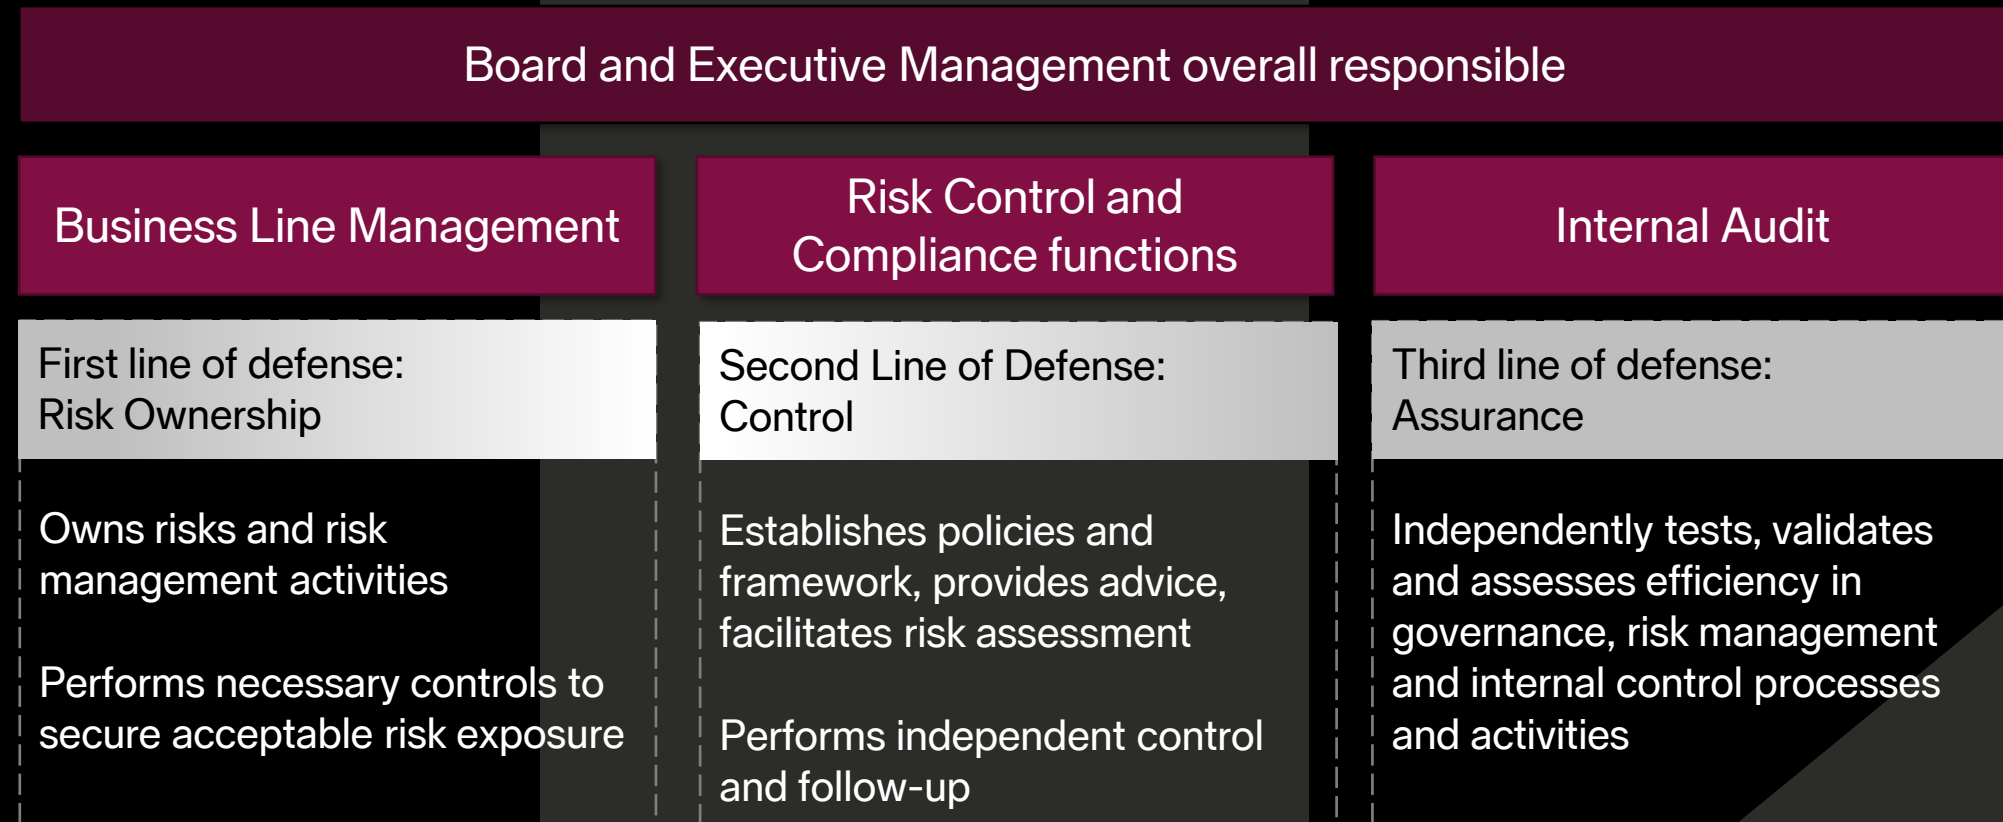 Board and Executive Management overall responsible
Business Line Management
Risk Control and
Compliance functions
Internal Audit
First line of defense:
Risk Ownership
Second Line of Defense:
Control
Third line of defense:
Assurance
Owns risks and risk
management activities
Performs necessary controls to
secure acceptable risk exposure
Establishes policies and
framework, provides advice,
facilitates risk assessment
Performs independent control
and follow-up
Independently tests, validates
and assesses efficiency in
governance, risk management
and internal control processes
and activities